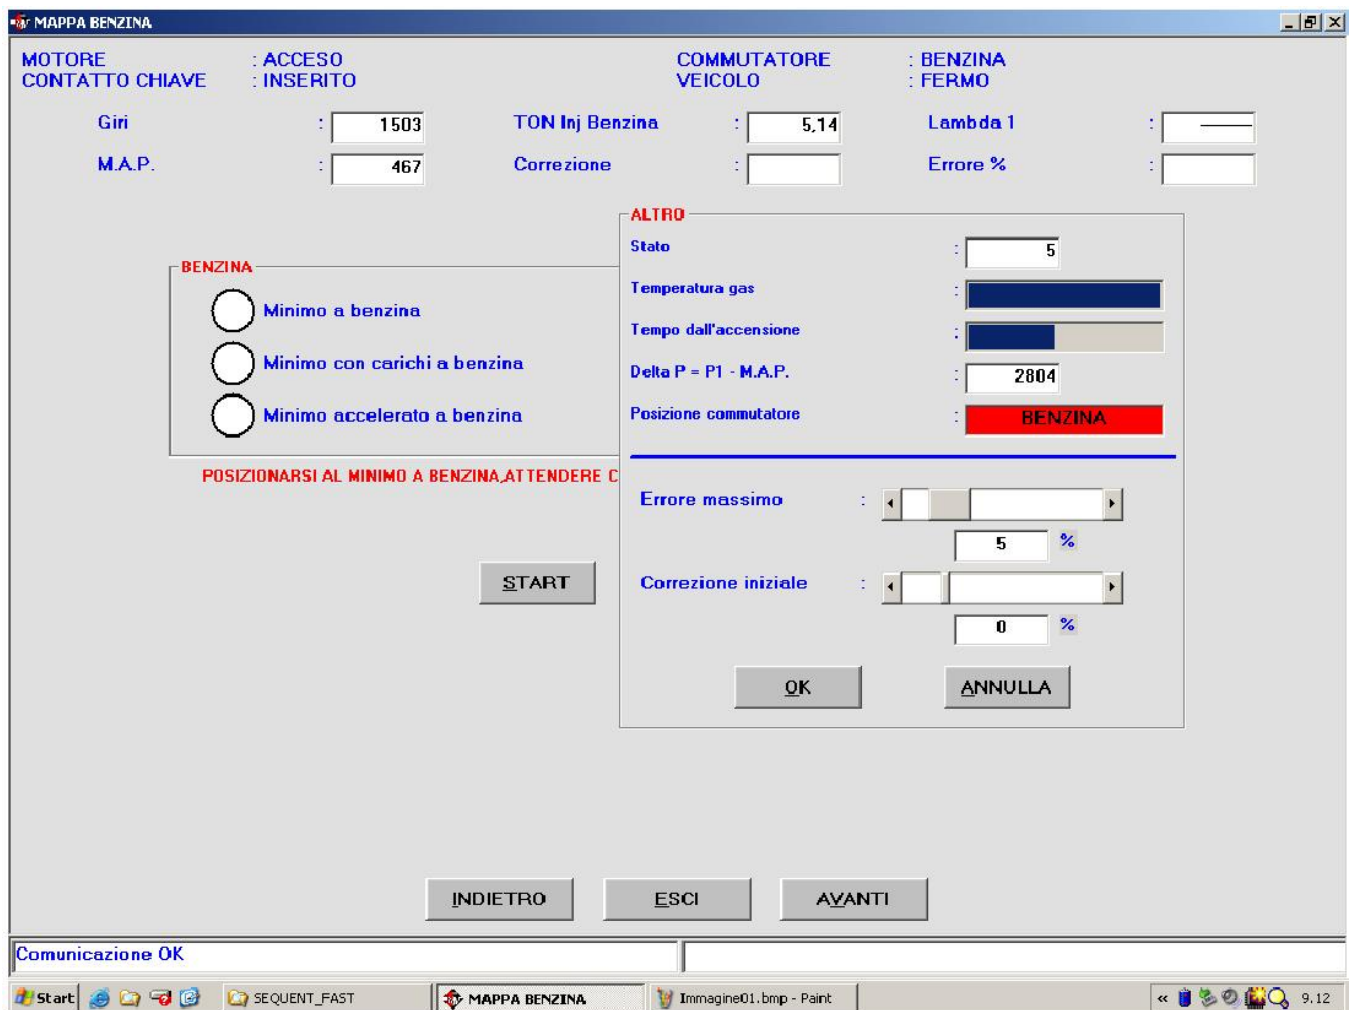 MAPPA BENZINA
MOTORE : ACCESO COMMUTATORE : BENZINA
CONTATTO CHIAVE : INSERITO VEICOLO : FERMO
Giri : 1503 TON Inj Benzina : 5,14 Lambda 1 :
M.A.P. : 467 Correzione : Errore % :
ALTRO
Stato : 5
BENZINA
Temperatura gas :
Minimo a benzina
Tempo dall'accensione :
Minimo con carichi a benzina
Delta P = P1 - M.A.P. : 2804
Minimo accelerato a benzina
Posizione commutatore : BENZINA
POSIZIONARSI AL MINIMO A BENZINA,ATTENDERE C
Errore massimo :
5 %
START
Correzione iniziale :
0 %
OK ANNULLA
INDIETRO ESCI AVANTI
Comunicazione OK
Start SEQUENT_FAST MAPPA BENZINA Immagine01.bmp - Paint « 9.12